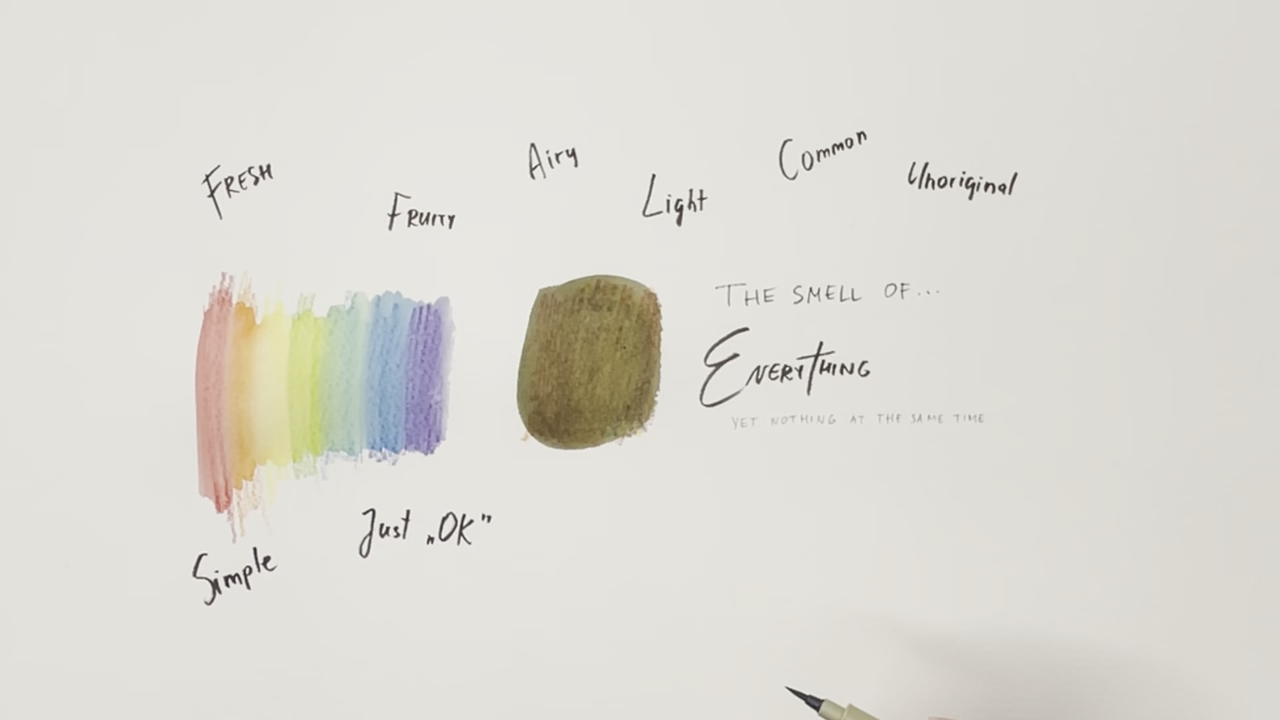 FRESH
FRUITY
Airy
Light
Common
Unoriginal
THE SMELL OF...
EVERYTHING
YET NOTHING AT THE SAME TIME
Just „OK”
Simple